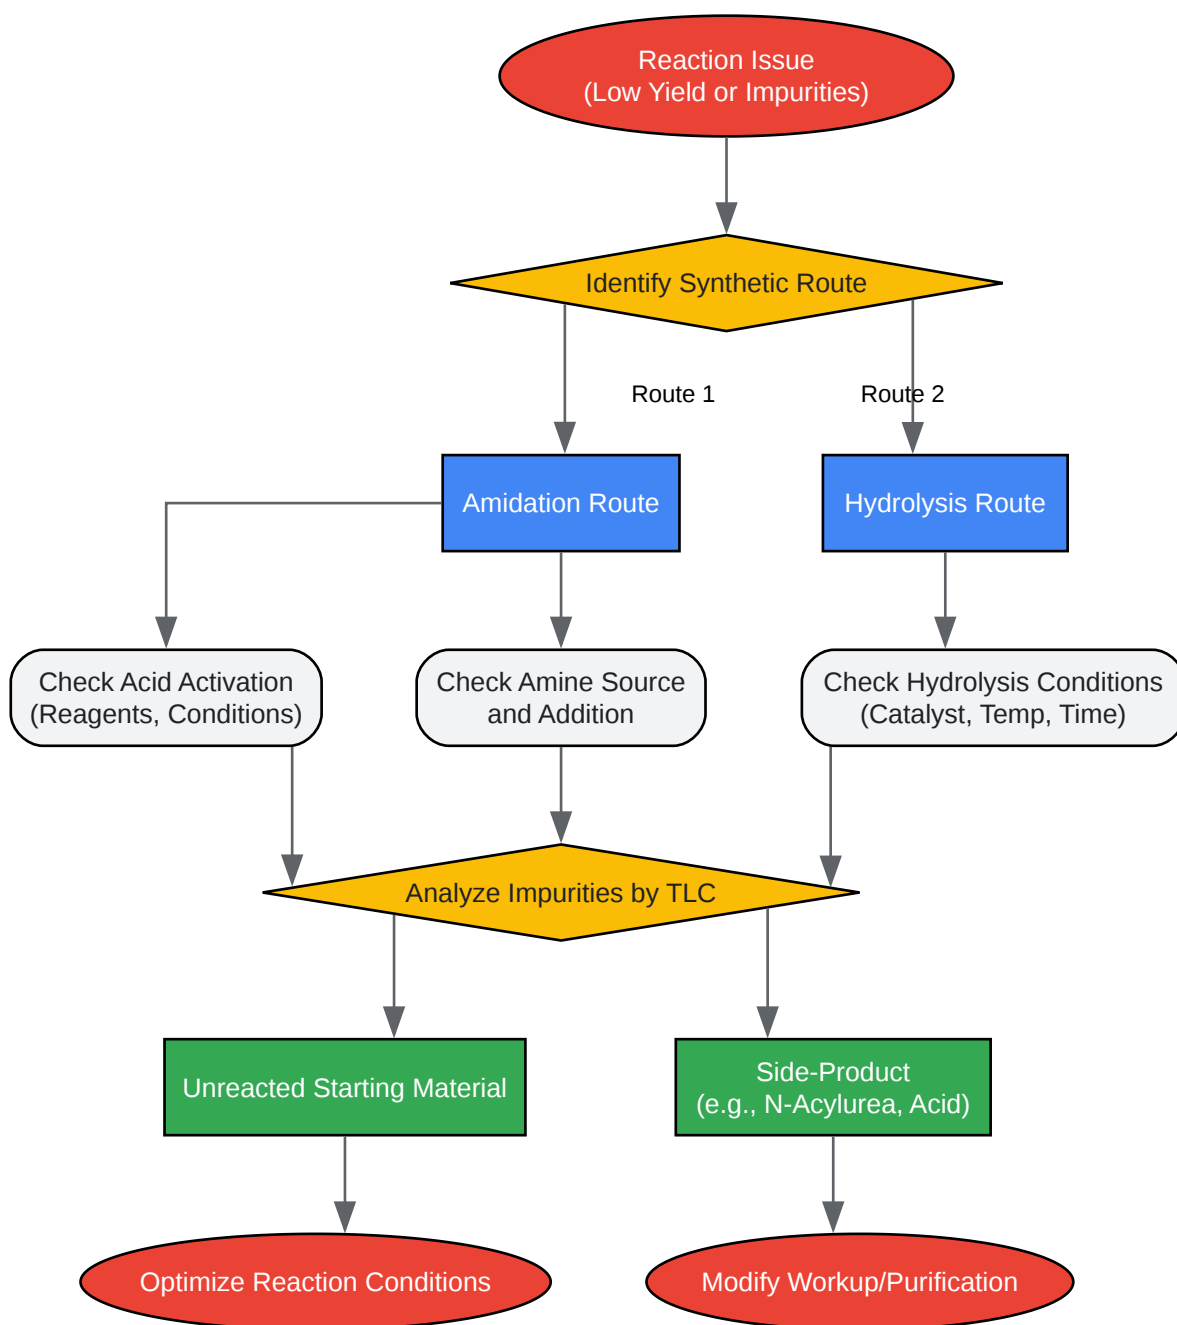 Reaction Issue
(Low Yield or Impurities)
Identify Synthetic Route
Route 1
Route 2
Amidation Route
Hydrolysis Route
Check Acid Activation
(Reagents, Conditions)
Check Amine Source
and Addition
Check Hydrolysis Conditions
(Catalyst, Temp, Time)
Analyze Impurities by TLC
Unreacted Starting Material
Side-Product
(e.g., N-Acylurea, Acid)
Optimize Reaction Conditions
Modify Workup/Purification